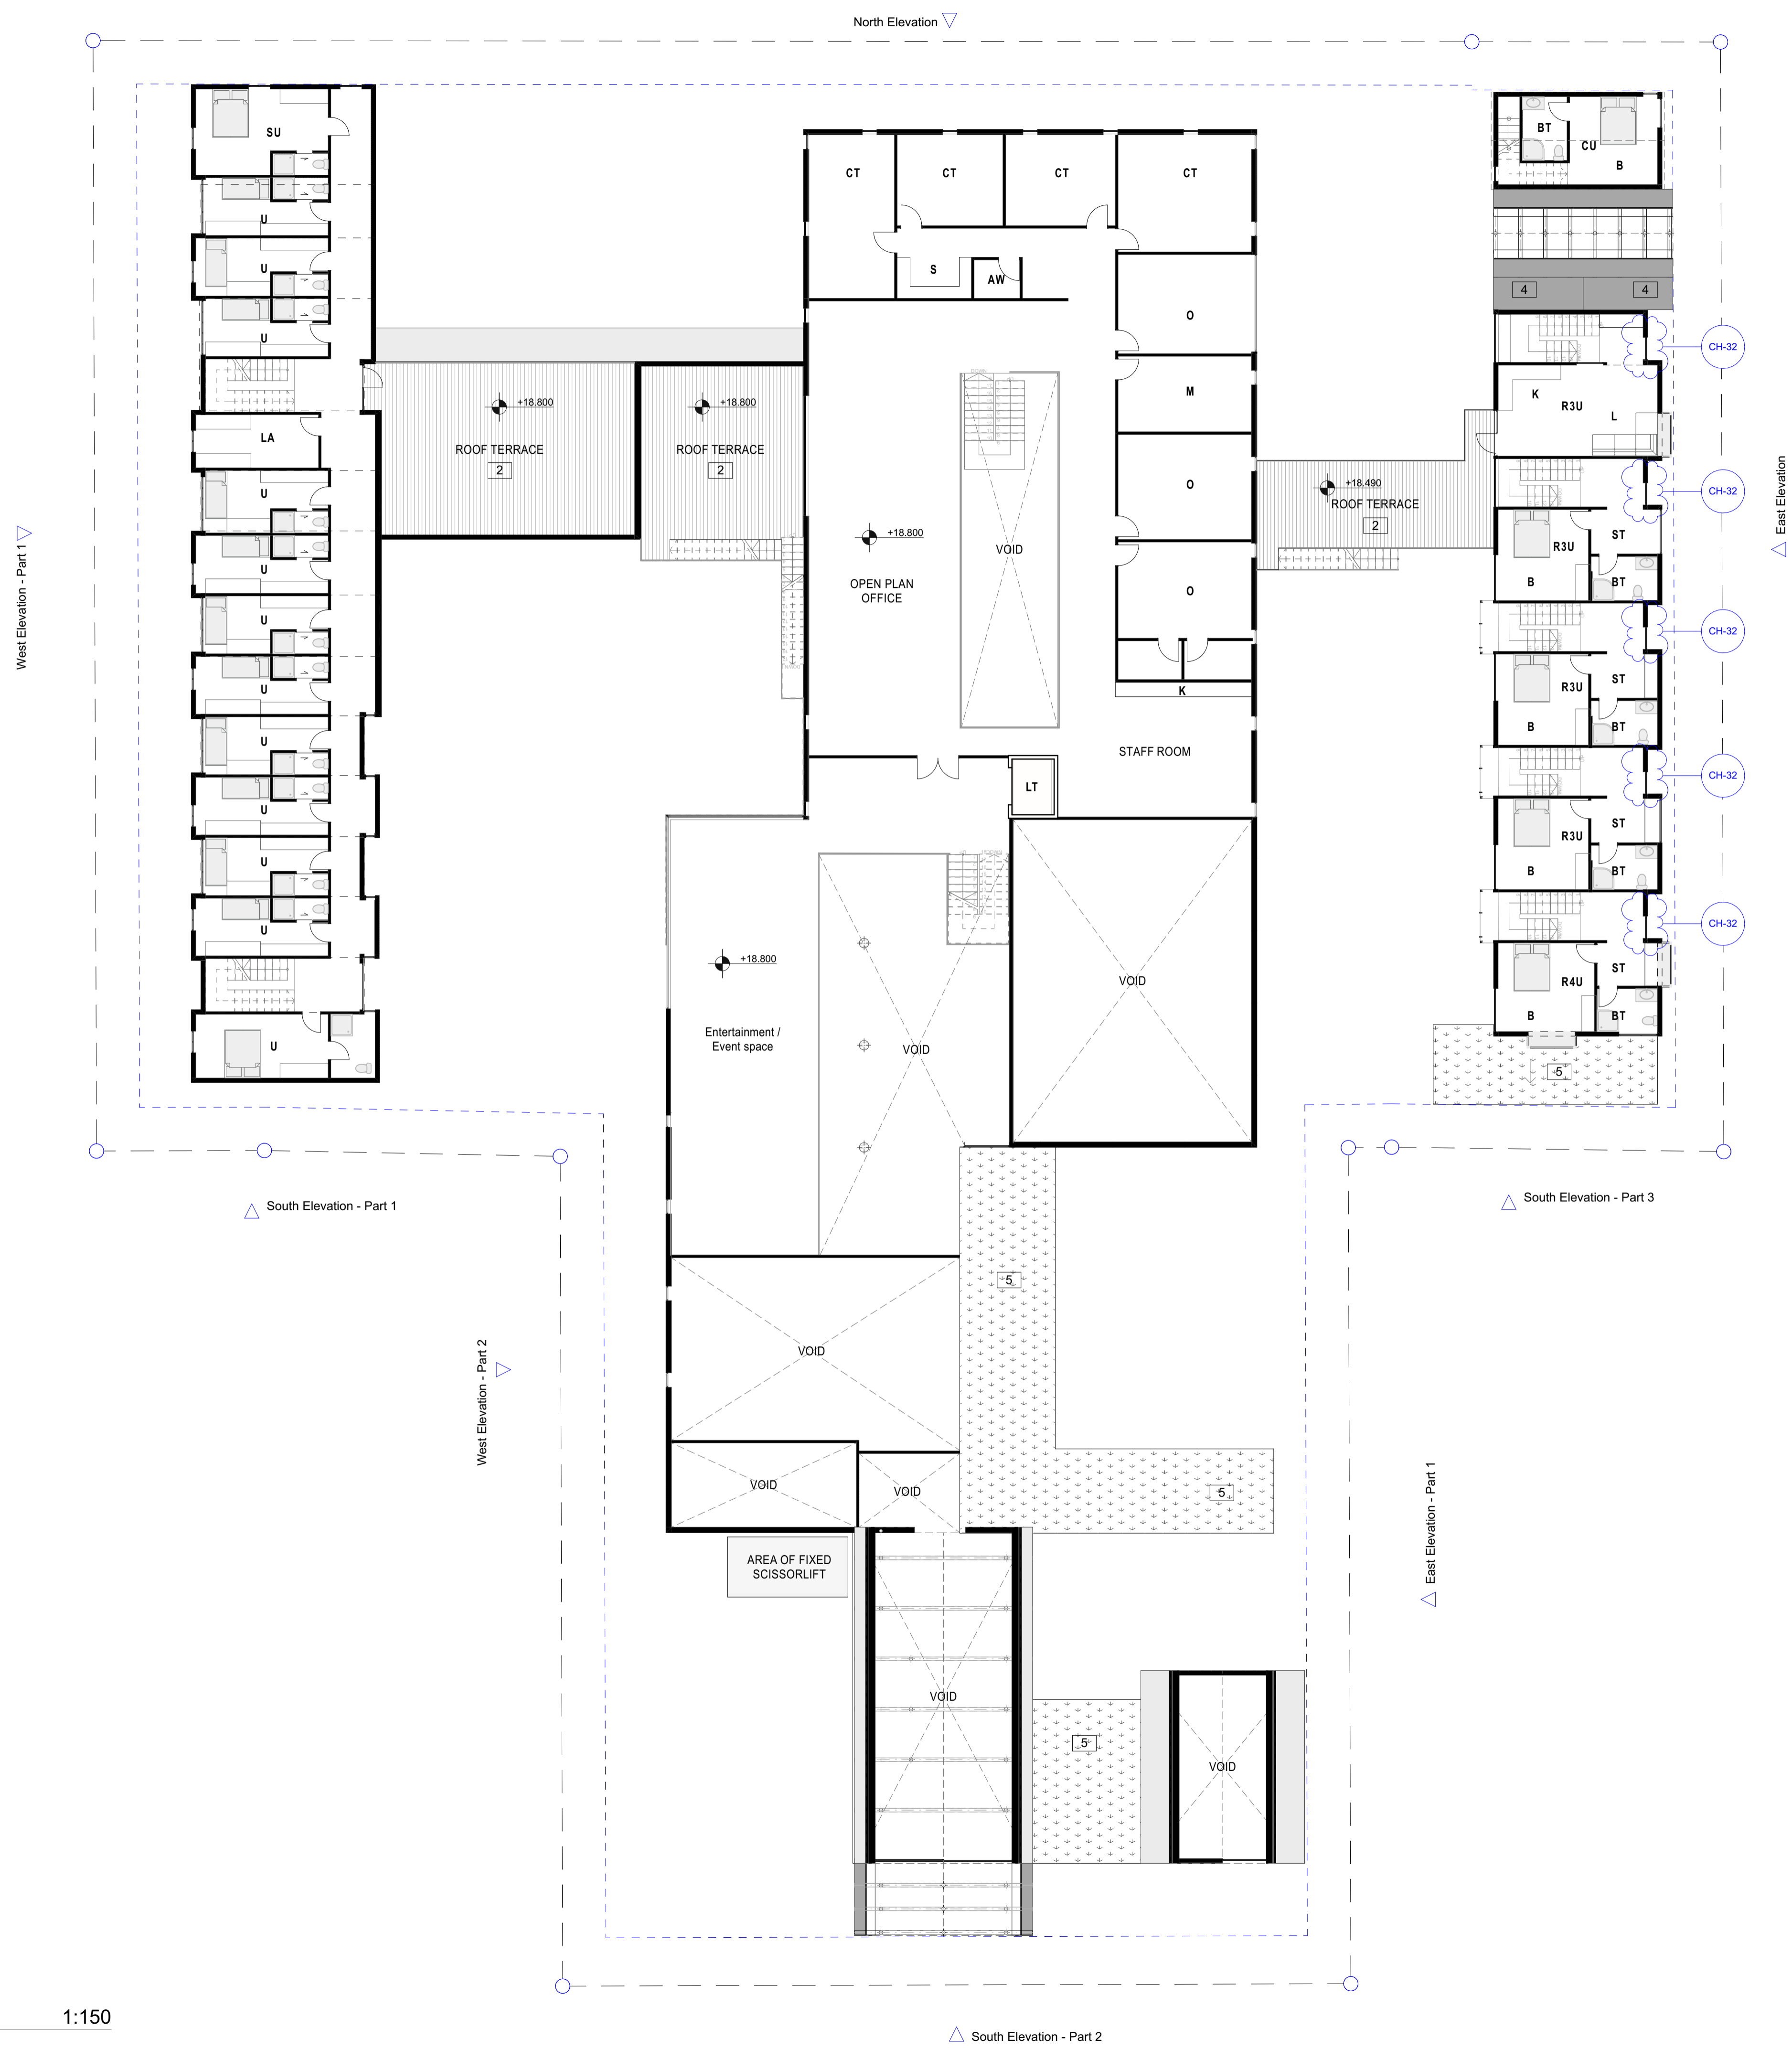 North Elevation
SU
BT
CU
B
CT
CT
CT
CT
U
U
S
AW
4
4
O
U
CH-32
K
R3U
L
M
+18.800
+18.800
ROOF TERRACE
2
ROOF TERRACE
2
LA
DOWN
East Elevation
+18.490
ROOF TERRACE
2
O
CH-32
U
West Elevation - Part 1
+18.800
VOID
OPEN PLAN
OFFICE
R3U
ST
B
BT
U
O
U
CH-32
K
R3U
ST
B
BT
U
STAFF ROOM
U
LT
CH-32
U
R3U
ST
B
BT
U
UP
DOWN
U
CH-32
+18.800
VOID
R4U
ST
B
BT
Entertainment /
Event space
VOID
U
5
South Elevation - Part 1
South Elevation - Part 3
5
West Elevation - Part 2
VOID
VOID
VOID
5
East Elevation - Part 1
AREA OF FIXED
SCISSORLIFT
VOID
5
VOID
1:150
South Elevation - Part 2